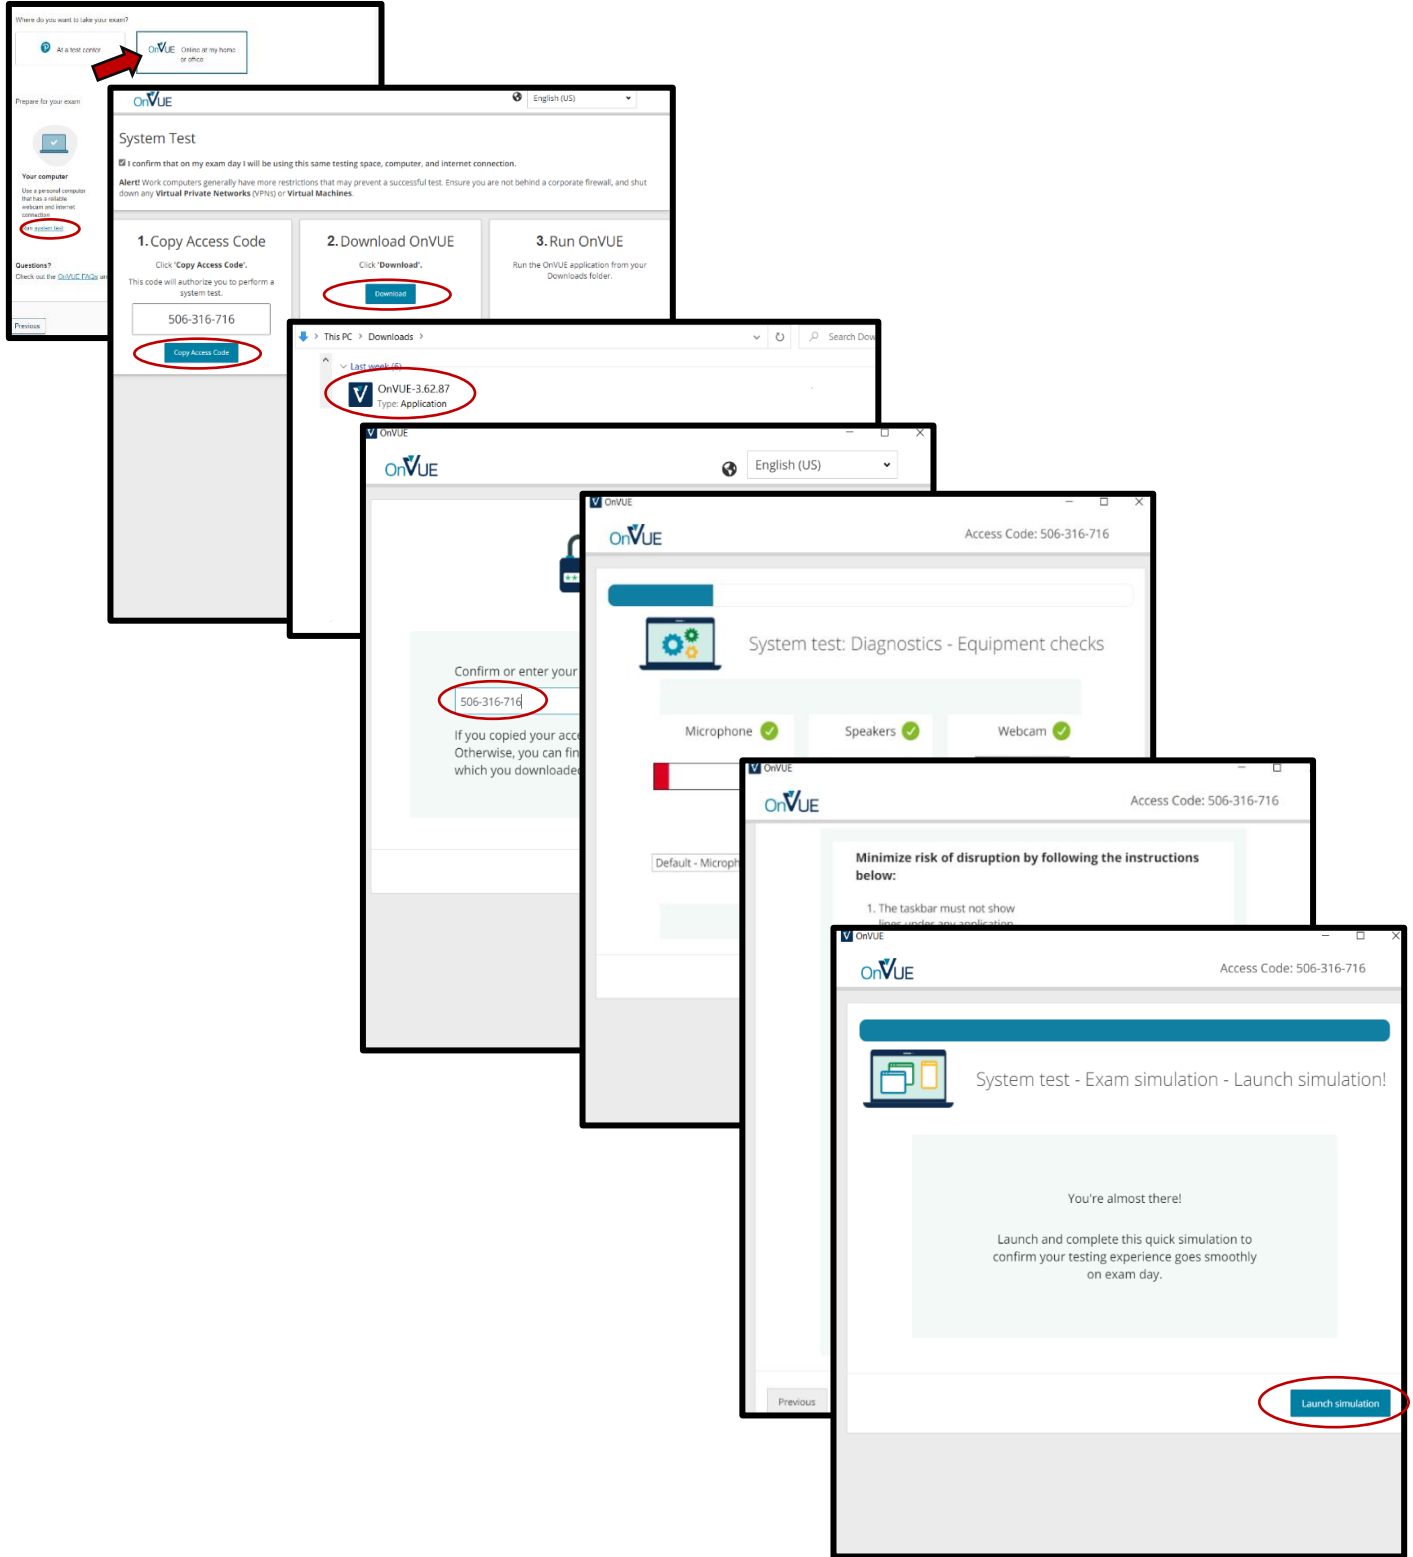 Where do you want to take your exam?
At a test center
OnVUE Online at my home
or office
Prepare for your exam
Your computer
Use a personal computer
that has a reliable
webcam and internet
connection
Run system test
Questions?
Check out the OnVUE FAQs an
Previous
OnVUE
English (US)
System Test
I confirm that on my exam day I will be using this same testing space, computer, and internet connection.
Alert! Work computers generally have more restrictions that may prevent a successful test. Ensure you are not behind a corporate firewall, and shut
down any Virtual Private Networks (VPNs) or Virtual Machines.
1. Copy Access Code
Click 'Copy Access Code'.
This code will authorize you to perform a
system test.
506-316-716
Copy Access Code
2. Download OnVUE
Click 'Download'.
Download
3. Run OnVUE
Run the OnVUE application from your
Downloads folder.
> This PC > Downloads >
Search Dow
Last week (6)
OnVUE-3.62.87
Type: Application
OnVUE
OnVUE
English (US)
Confirm or enter your
506-316-716
If you copied your acce
Otherwise, you can fin
which you downloaded
OnVUE
OnVUE
Access Code: 506-316-716
System test: Diagnostics - Equipment checks
Microphone
Speakers
Webcam
Default - Microph
OnVUE
OnVUE
Access Code: 506-316-716
Minimize risk of disruption by following the instructions
below:
1. The taskbar must not show
lines under any application
Previous
OnVUE
OnVUE
Access Code: 506-316-716
System test - Exam simulation - Launch simulation!
You're almost there!
Launch and complete this quick simulation to
confirm your testing experience goes smoothly
on exam day.
Launch simulation